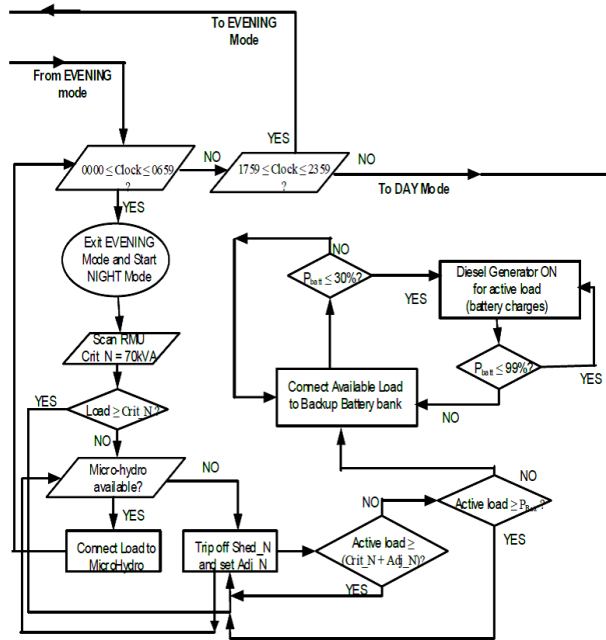 To EVENING
Mode
From EVENING
mode
YES
0000 ≤ Clock ≤ 0659
?
NO
1759 ≤ Clock ≤ 2359
?
NO
To DAY Mode
YES
Exit EVENING
Mode and Start
NIGHT Mode
NO
P_batt ≤ 30%?
YES
Diesel Generator ON
for active load
(battery charges)
Scan RMU
Crit_N = 70kVA
P_batt ≤ 99%?
YES
Connect Available Load
to Backup Battery bank
NO
YES
Load ≥ Crit_N?
NO
Micro-hydro
available?
NO
NO
NO
Active load ≥ P_Bat?
YES
YES
Connect Load to
MicroHydro
Trip off Shed_N
and set Adj_N
Active load ≥
(Crit_N + Adj_N)?
YES